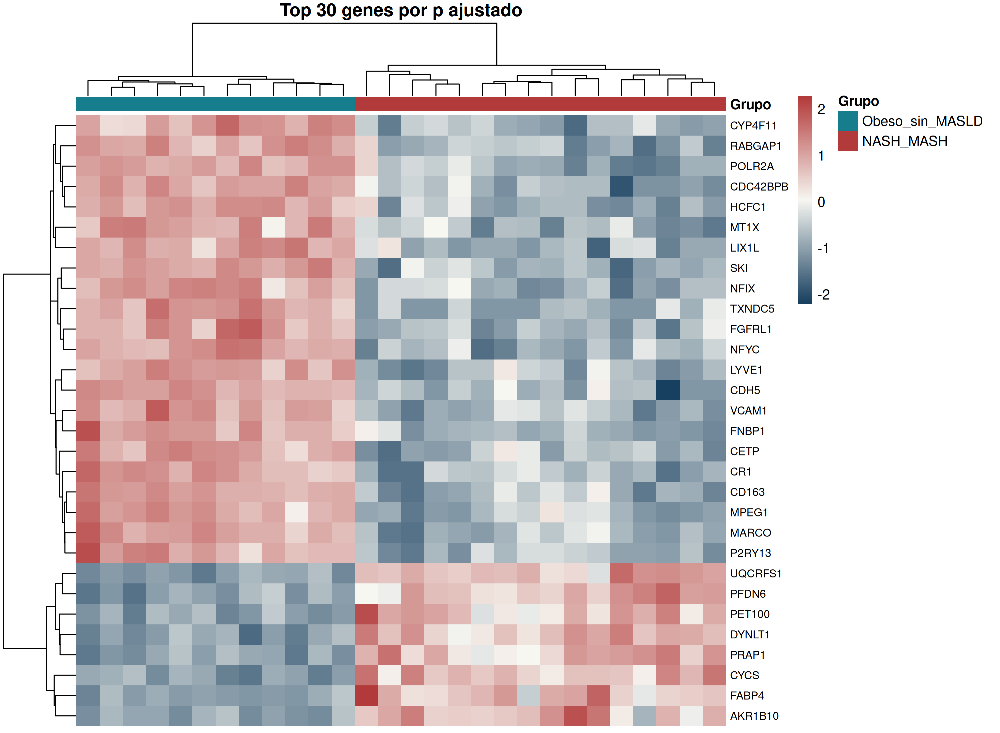 Top 30 genes por p ajustado
Grupo
CYP4F11
RABGAP1
POLR2A
CDC42BPB
HCFC1
MT1X
LIX1L
SKI
NFIX
TXNDC5
FGFRL1
NFYC
LYVE1
CDH5
VCAM1
FNBP1
CETP
CR1
CD163
MPEG1
MARCO
P2RY13
UQCRFS1
PFDN6
PET100
DYNLT1
PRAP1
CYCS
FABP4
AKR1B10
2
1
0
-1
-2
Grupo
Obeso_sin_MASLD
NASH_MASH